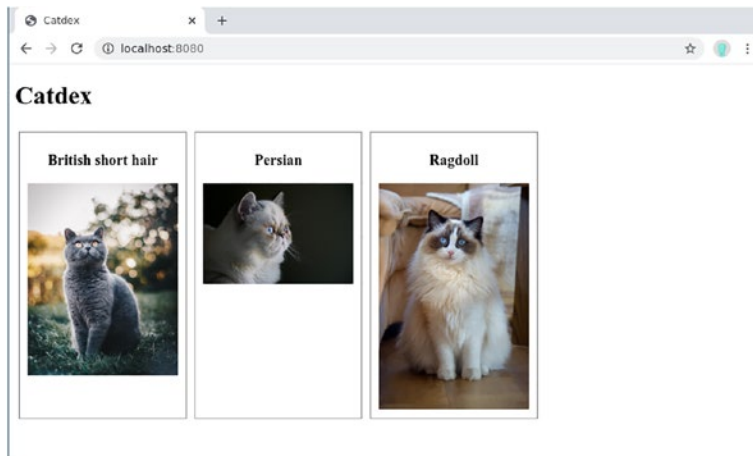 Catdex
localhost:8080
Catdex
British short hair
Persian
Ragdoll